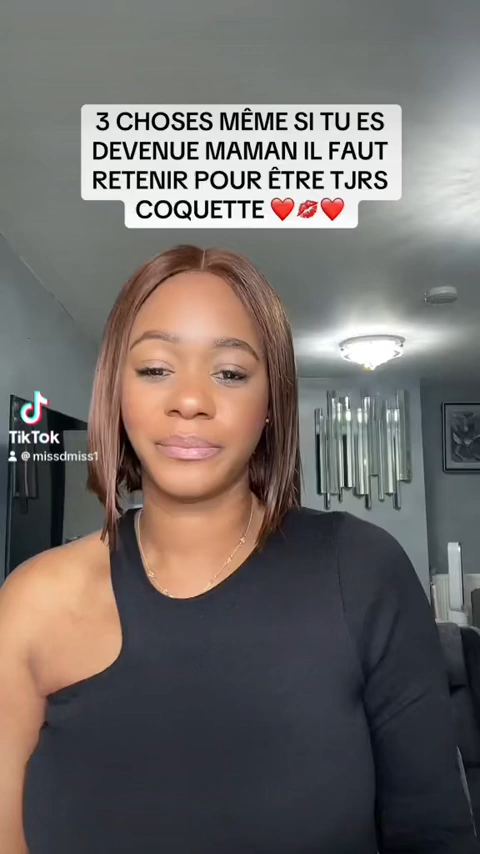 3 CHOSES MÊME SI TU ES
DEVENUE MAMAN IL FAUT
RETENIR POUR ÊTRE TJRS
COQUETTE ❤️💋❤️
TikTok
@missdmiss1